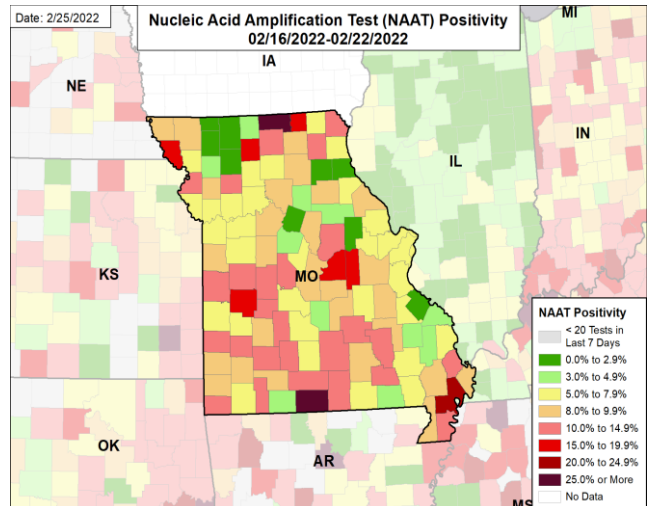 Date: 2/25/2022
Nucleic Acid Amplification Test (NAAT) Positivity
02/16/2022-02/22/2022
MI
IA
NE
IN
IL
KS
MO
NAAT Positivity
< 20 Tests in
Last 7 Days
0.0% to 2.9%
3.0% to 4.9%
5.0% to 7.9%
8.0% to 9.9%
10.0% to 14.9%
15.0% to 19.9%
20.0% to 24.9%
25.0% or More
No Data
OK
AR
MS